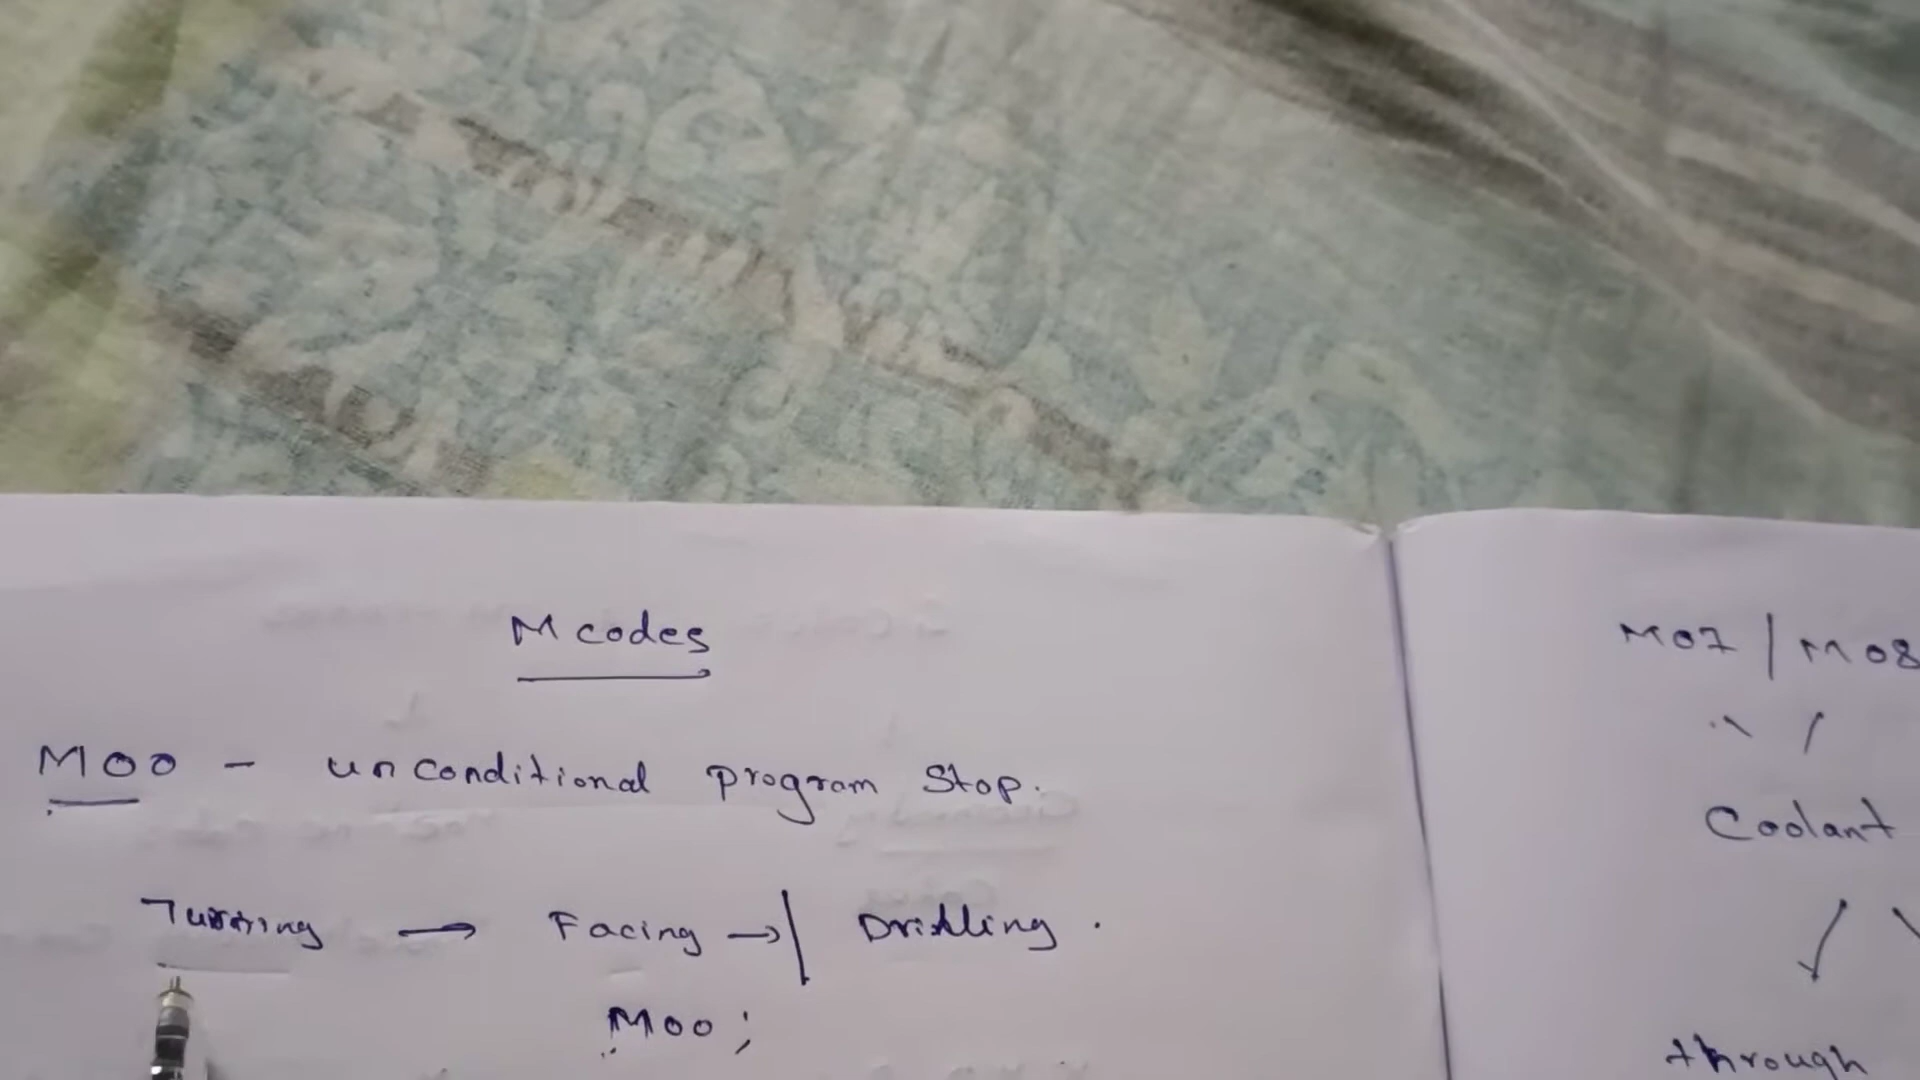 M codes
M00 - unconditional program Stop.
Turning → Facing →| Drilling.
M00 ;
M07 / M08
Coolant
through